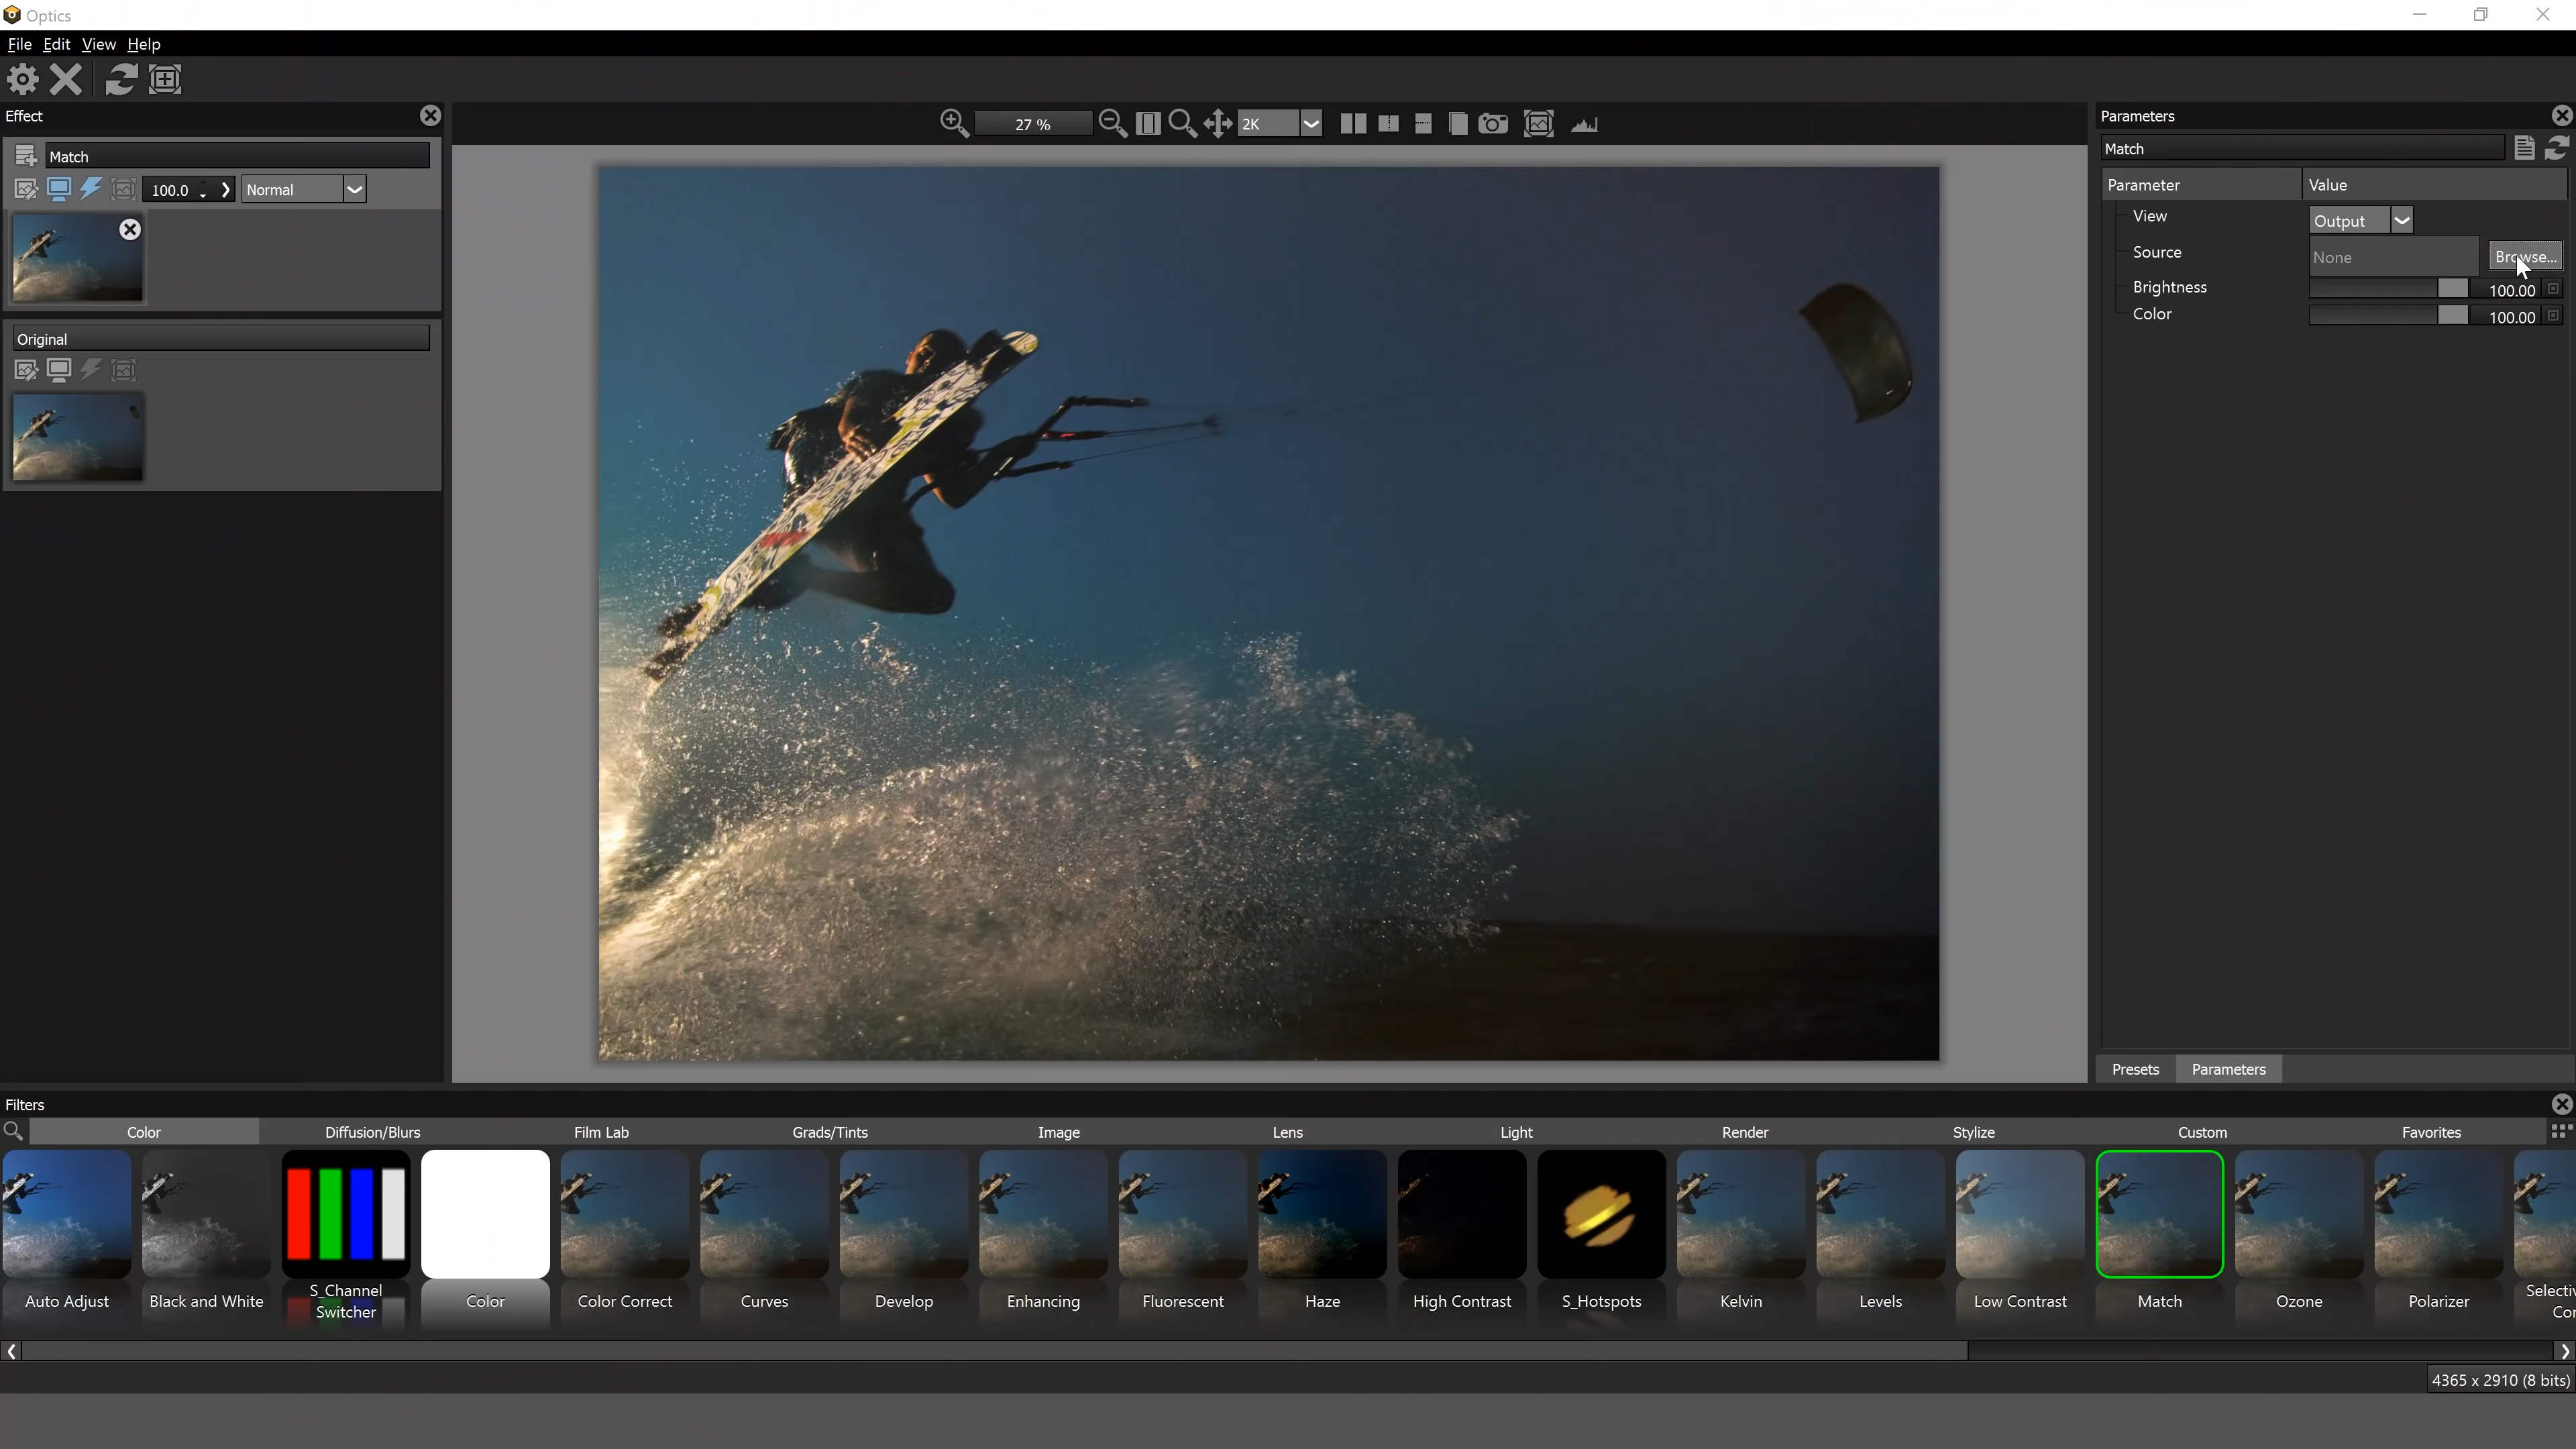 Optics
File Edit View Help
Effect
27 %
2K
Parameters
Match
Match
100.0
Normal
Parameter
Value
View
Output
Source
None
Browse...
Brightness
100.00
Color
100.00
Original
Presets
Parameters
Filters
Color
Diffusion/Blurs
Film Lab
Grads/Tints
Image
Lens
Light
Render
Stylize
Custom
Favorites
Auto Adjust
Black and White
S_Channel
Switcher
Color
Color Correct
Curves
Develop
Enhancing
Fluorescent
Haze
High Contrast
S_Hotspots
Kelvin
Levels
Low Contrast
Match
Ozone
Polarizer
Selectiv
Cor
4365 x 2910 (8 bits)